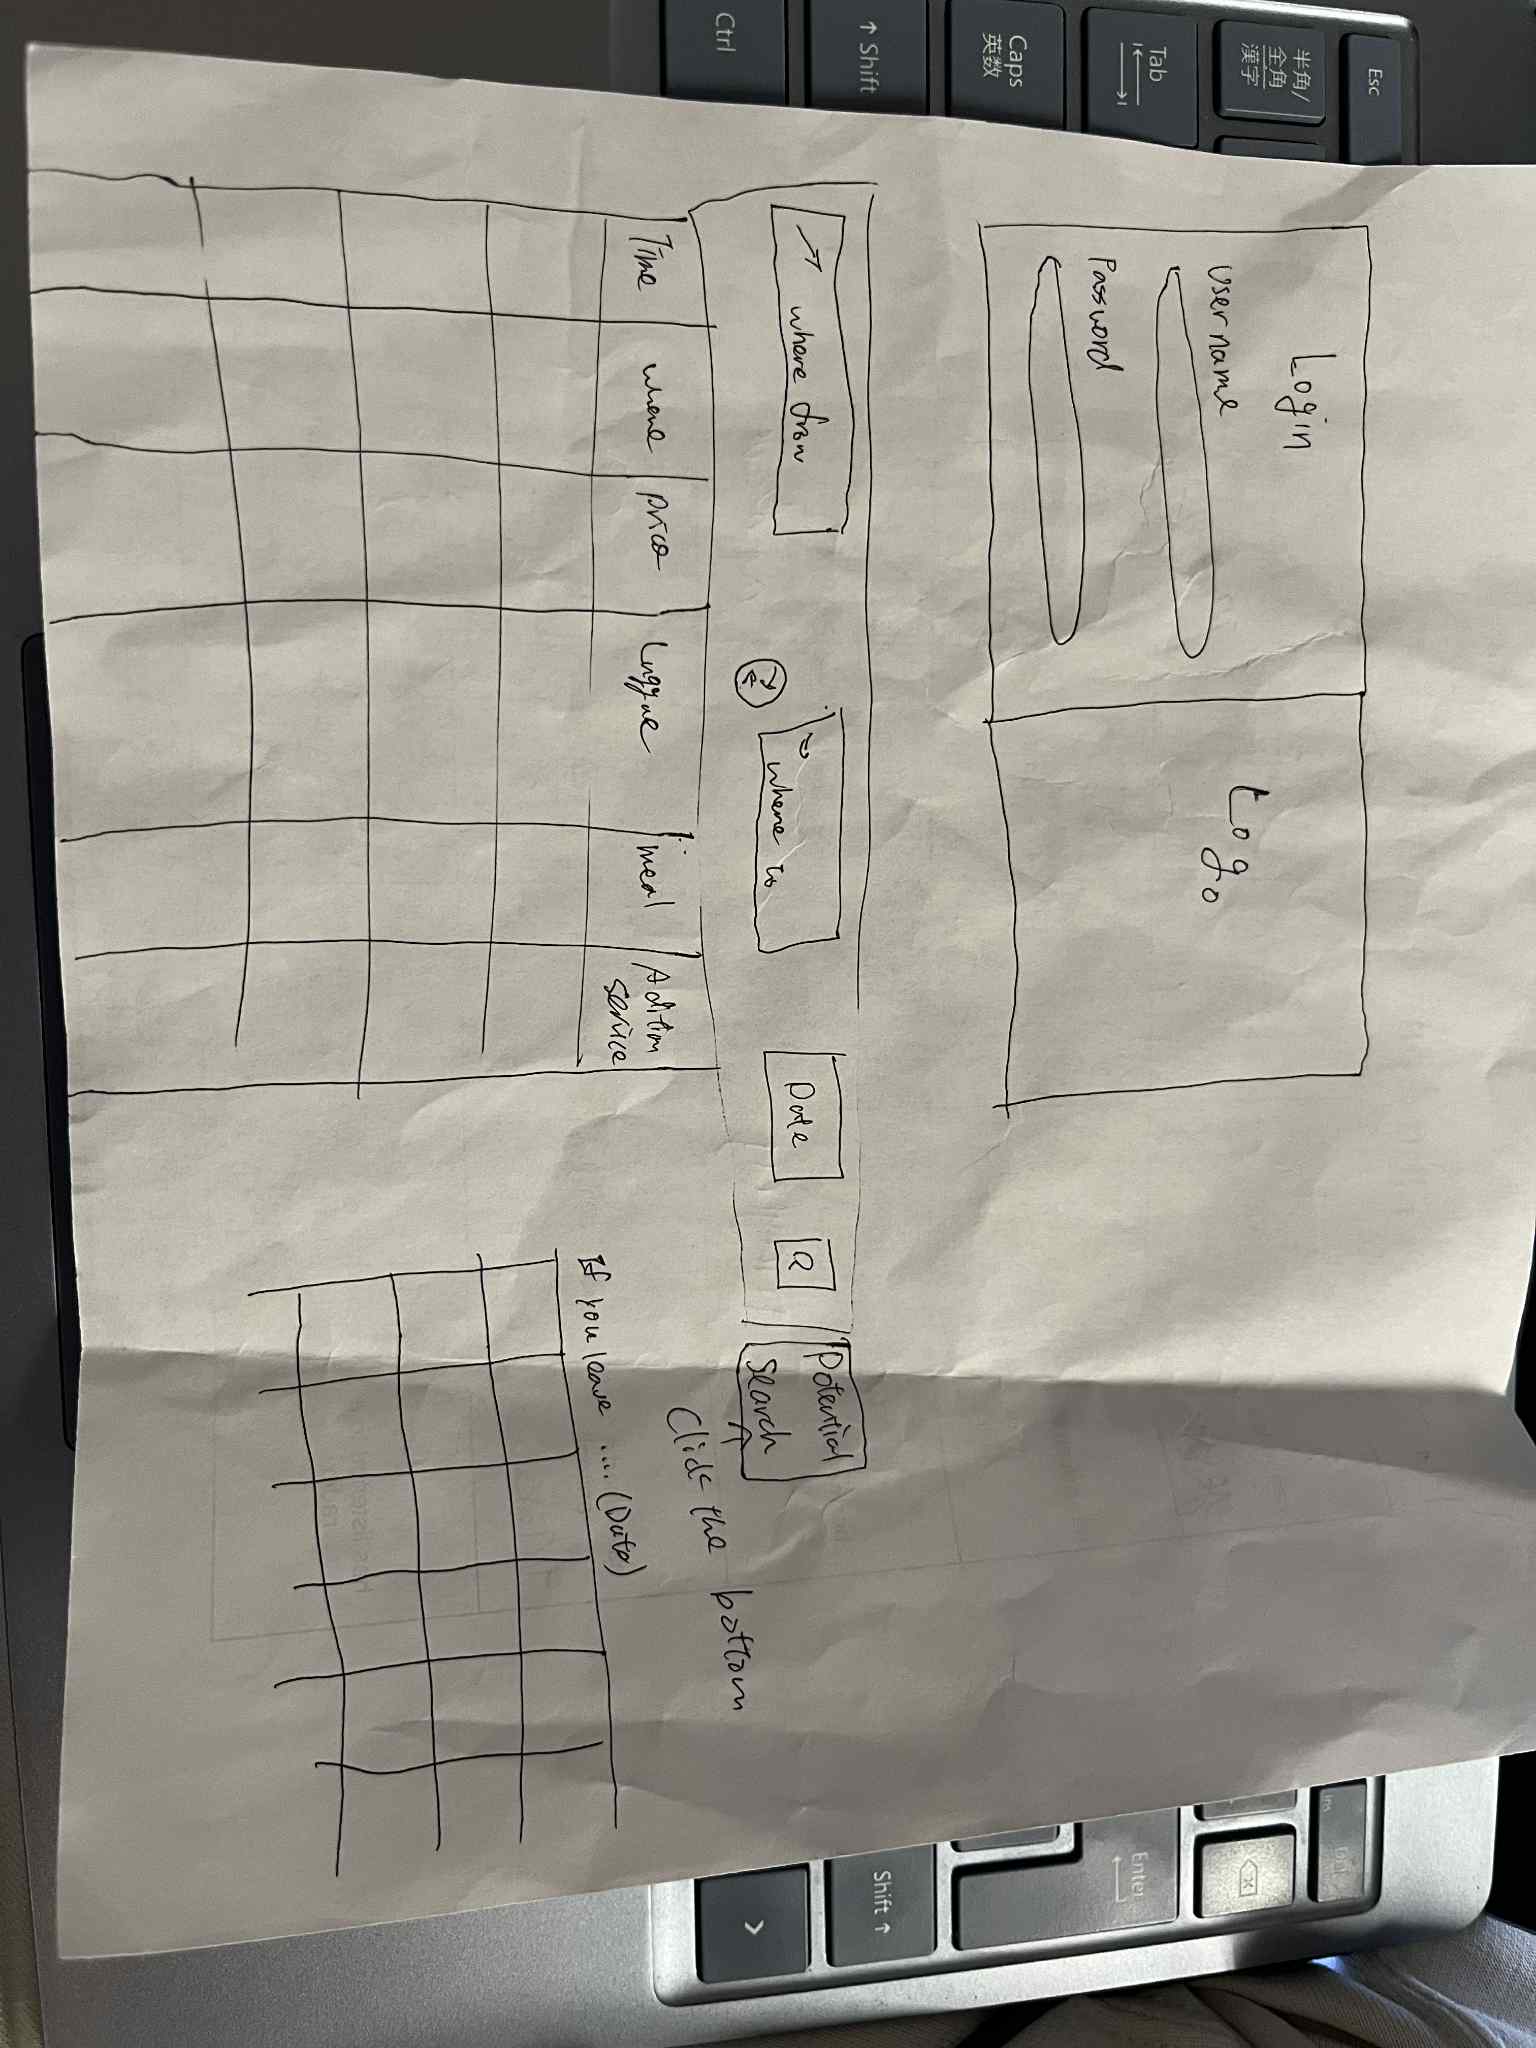 Login
Username
Password
Logo
where from
where to
Date
Potential
search
Click the bottom
Time
where
price
Luggage
meal
Addition
service
If you leave .... (Date)
Esc
半角/
全角
漢字
Tab
Caps
英数
↑ Shift
Ctrl
Enter
Shift ↑